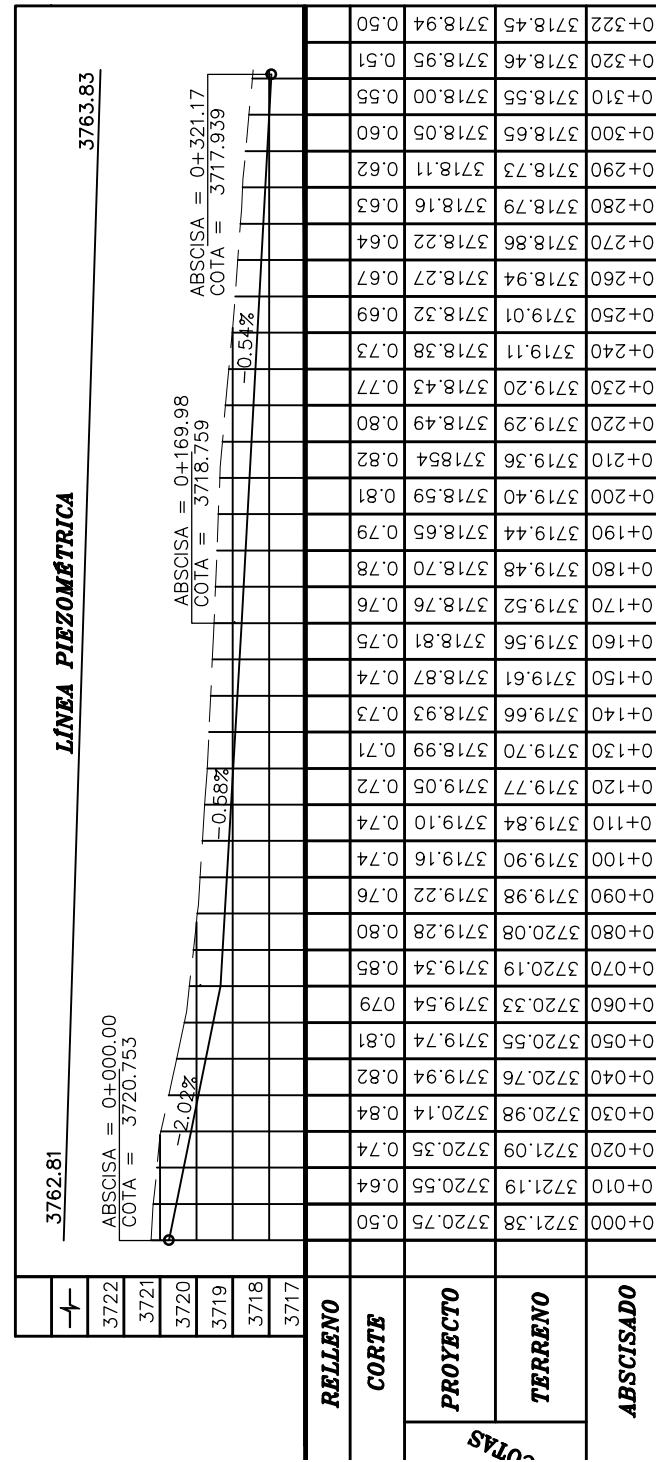 LÍNEA PIEZOMÉTRICA
3762.81
3763.83
ABSCISA = 0+000.00
COTA = 3720.753
ABSCISA = 0+169.98
COTA = 3718.759
ABSCISA = 0+321.17
COTA = 3717.939
-2.02%
-0.58%
-0.54%
3722
3721
3720
3719
3718
3717
RELLENO
CORTE
PROYECTO
TERRENO
ABSCISADO
COTAS
0.50 3718.94 3718.45 0+322
0.51 3718.95 3718.46 0+320
0.55 3718.00 3718.55 0+310
0.60 3718.05 3718.65 0+300
0.62 3718.11 3718.73 0+290
0.63 3718.16 3718.79 0+280
0.64 3718.22 3718.86 0+270
0.67 3718.27 3718.94 0+260
0.69 3718.32 3719.01 0+250
0.73 3718.38 3719.11 0+240
0.77 3718.43 3719.20 0+230
0.80 3718.49 3719.29 0+220
0.82 371854 3719.36 0+210
0.81 3718.59 3719.40 0+200
0.79 3718.65 3719.44 0+190
0.78 3718.70 3719.48 0+180
0.76 3718.76 3719.52 0+170
0.75 3718.81 3719.56 0+160
0.74 3718.87 3719.61 0+150
0.73 3718.93 3719.66 0+140
0.71 3718.99 3719.70 0+130
0.72 3719.05 3719.77 0+120
0.74 3719.10 3719.84 0+110
0.74 3719.16 3719.90 0+100
0.76 3719.22 3719.98 0+090
0.80 3719.28 3720.08 0+080
0.85 3719.34 3720.19 0+070
079 3719.54 3720.33 0+060
0.81 3719.74 3720.55 0+050
0.82 3719.94 3720.76 0+040
0.84 3720.14 3720.98 0+030
0.74 3720.35 3721.09 0+020
0.64 3720.55 3721.19 0+010
0.50 3720.75 3721.38 0+000